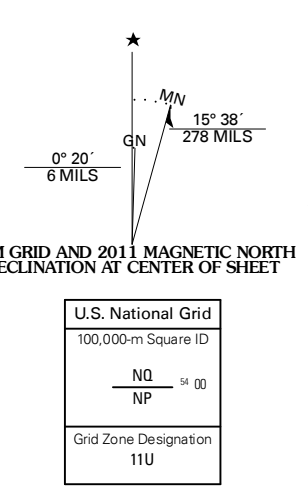 ★
MN
GN
15° 38´
278 MILS
0° 20´
6 MILS
M GRID AND 2011 MAGNETIC NORTH
ECLINATION AT CENTER OF SHEET
U.S. National Grid
100,000-m Square ID
NQ
NP
54 00
Grid Zone Designation
11U